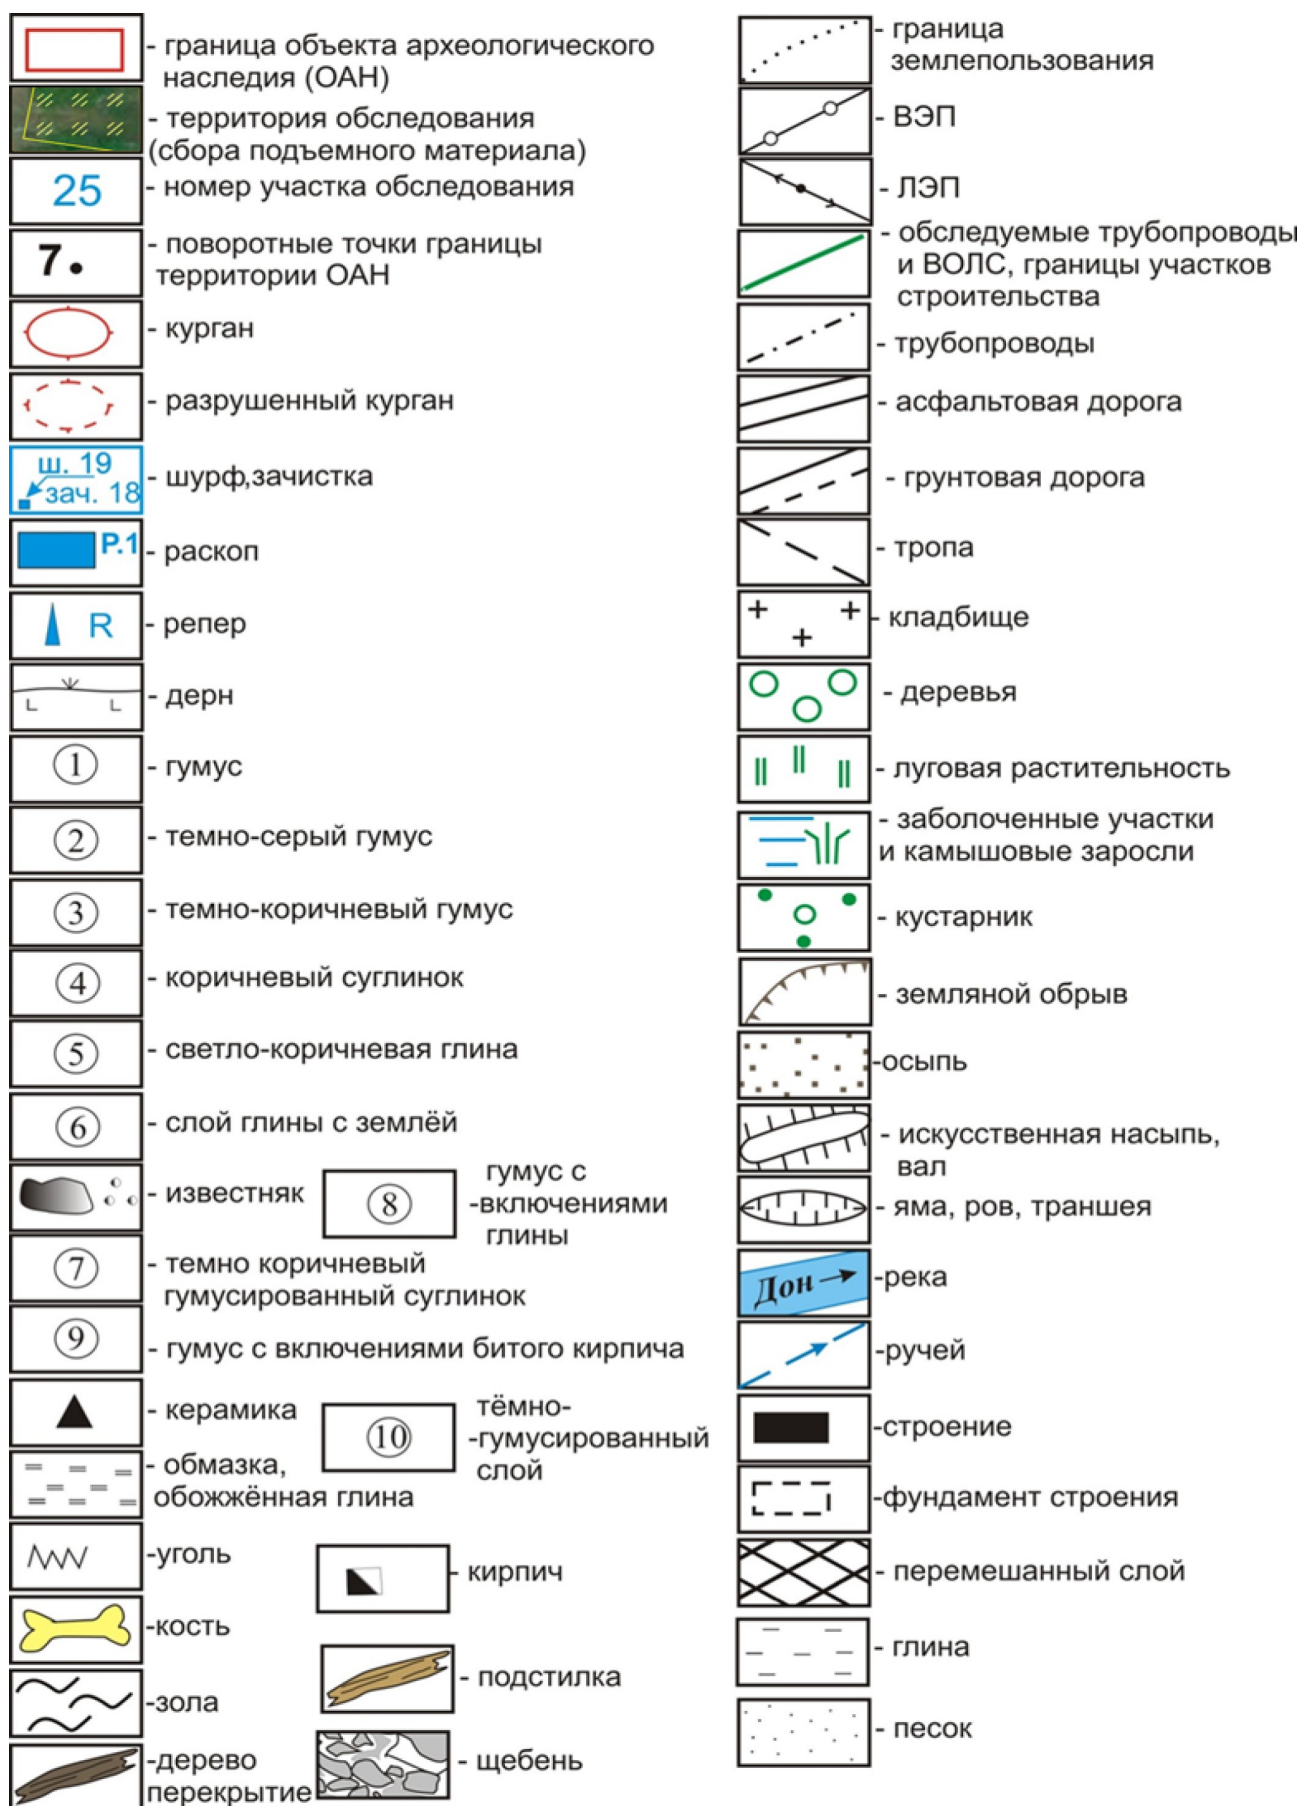 - граница объекта археологического
наследия (ОАН)
- территория обследования
(сбора подъемного материала)
25
- номер участка обследования
7.
- поворотные точки границы
территории ОАН
- курган
- разрушенный курган
ш. 19
зач. 18
- шурф,зачистка
Р.1
- раскоп
R
- репер
- дерн
1
- гумус
2
- темно-серый гумус
3
- темно-коричневый гумус
4
- коричневый суглинок
5
- светло-коричневая глина
6
- слой глины с землёй
- известняк
8
гумус с
-включениями
глины
7
- темно коричневый
гумусированный суглинок
9
- гумус с включениями битого кирпича
- керамика
10
тёмно-
-гумусированный
слой
- обмазка,
обожжённая глина
-уголь
- кирпич
-кость
- подстилка
-зола
-дерево
перекрытие
- щебень
- граница
землепользования
- ВЭП
- ЛЭП
- обследуемые трубопроводы
и ВОЛС, границы участков
строительства
- трубопроводы
- асфальтовая дорога
- грунтовая дорога
- тропа
- кладбище
- деревья
- луговая растительность
- заболоченные участки
и камышовые заросли
- кустарник
- земляной обрыв
-осыпь
- искусственная насыпь,
вал
- яма, ров, траншея
Дон
-река
-ручей
-строение
-фундамент строения
- перемешанный слой
- глина
- песок